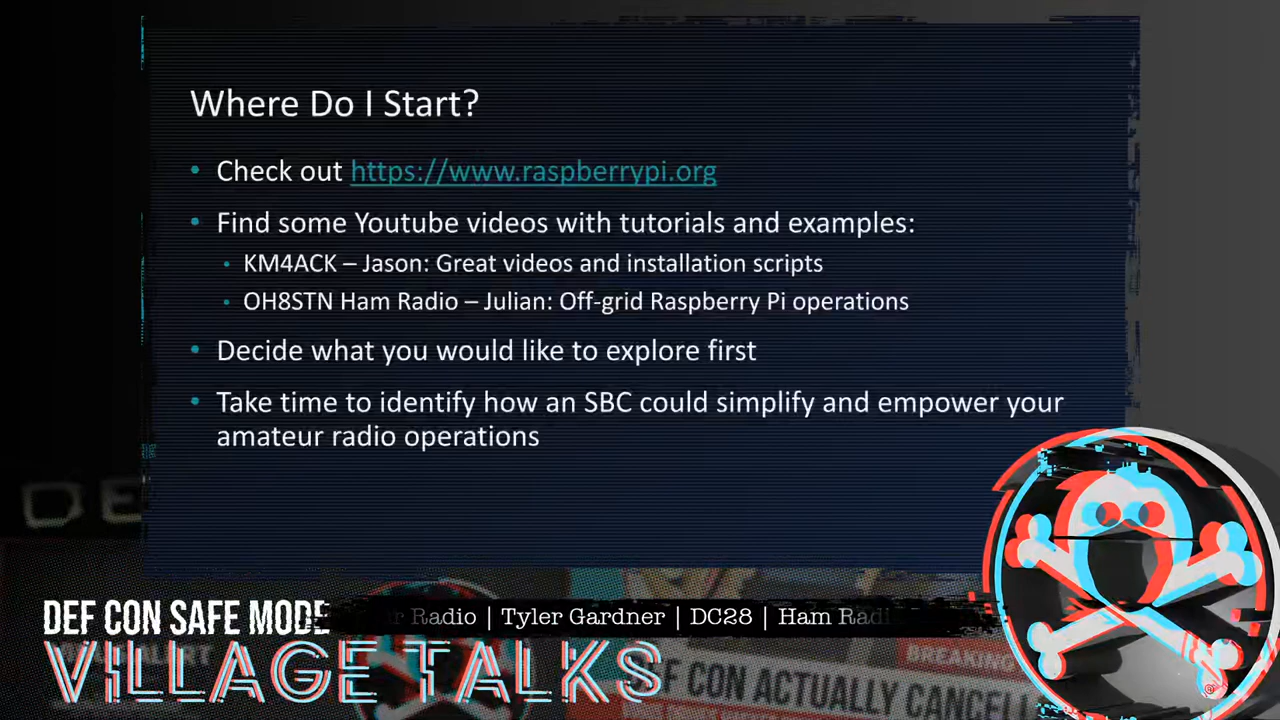 Where Do I Start?
• Check out https://www.raspberrypi.org
• Find some Youtube videos with tutorials and examples:
• KM4ACK – Jason: Great videos and installation scripts
• OH8STN Ham Radio – Julian: Off-grid Raspberry Pi operations
• Decide what you would like to explore first
• Take time to identify how an SBC could simplify and empower your
amateur radio operations
DEF CON SAFE MODE
Radio | Tyler Gardner | DC28 | Ham Radi
VILLAGE TALKS
BREAKING
DEF CON ACTUALLY CANCELL